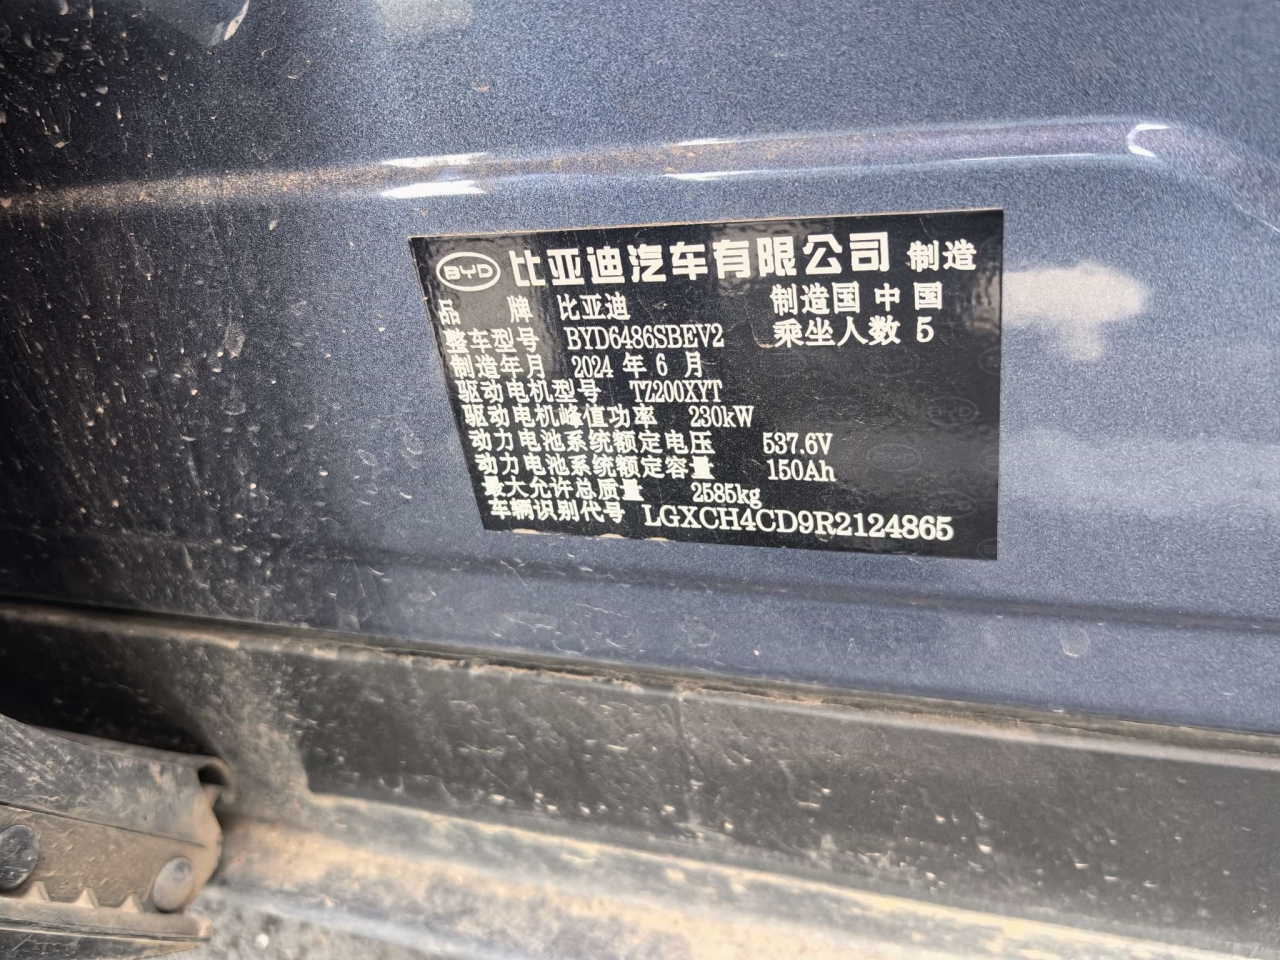 BYD 比亚迪汽车有限公司 制造
品牌 比亚迪 制造国 中国
整车型号 BYD6486SBEV2 乘坐人数 5
制造年月 2024 年 6 月
驱动电机型号 TZ200XYT
驱动电机峰值功率 230kW
动力电池系统额定电压 537.6V
动力电池系统额定容量 150Ah
最大允许总质量 2585kg
车辆识别代号 LGXCH4CD9R2124865